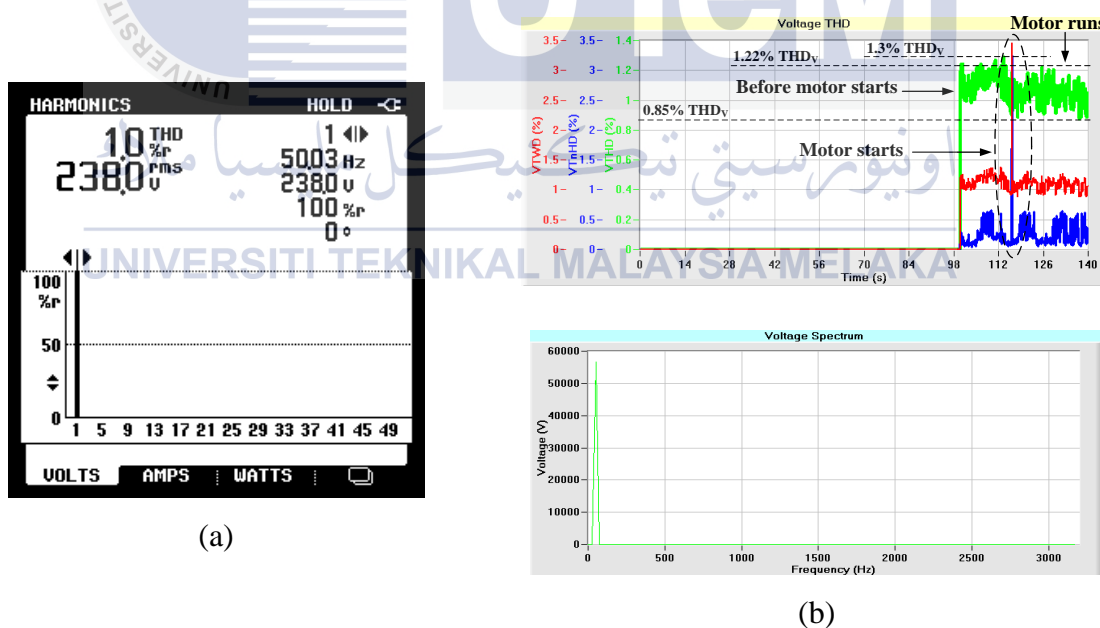 UTeM
UNIVERSITI
اونيورسيتي تيكنيكل مليسيا ملاك
UNIVERSITI TEKNIKAL MALAYSIA MELAKA
HARMONICS HOLD
1.0 THD %r
238.0 rms V
1
50.03 Hz
238.0 V
100 %r
0 °
100
%r
50
0
1 5 9 13 17 21 25 29 33 37 41 45 49
VOLTS AMPS WATTS
(a)
Voltage THD
Motor runs
1.22% THDV
1.3% THDV
Before motor starts
0.85% THDV
Motor starts
VTWD (%)
3.5
3
2.5
2
1.5
1
0.5
0
VTnHD (%)
3.5
3
2.5
2
1.5
1
0.5
0
VTHD (%)
1.4
1.2
1
0.8
0.6
0.4
0.2
0
0 14 28 42 56 70 84 98 112 126 140
Time (s)
Voltage Spectrum
Voltage (V)
60000
50000
40000
30000
20000
10000
0
0 500 1000 1500 2000 2500 3000
Frequency (Hz)
(b)